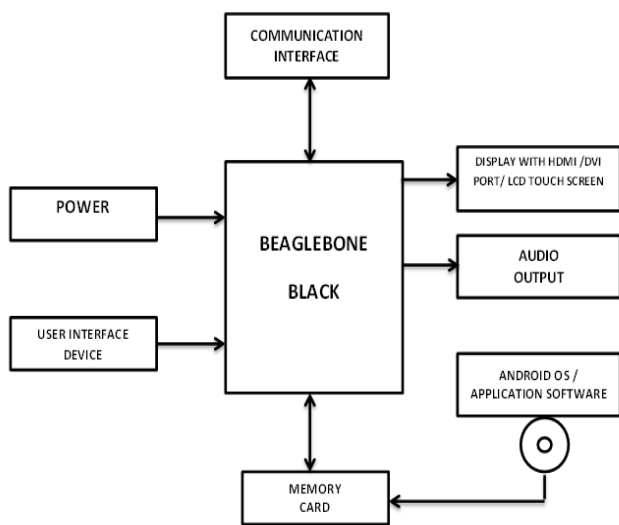 COMMUNICATION
INTERFACE
DISPLAY WITH HDMI /DVI
PORT/ LCD TOUCH SCREEN
POWER
BEAGLEBONE
BLACK
AUDIO
OUTPUT
USER INTERFACE
DEVICE
ANDROID OS /
APPLICATION SOFTWARE
MEMORY
CARD